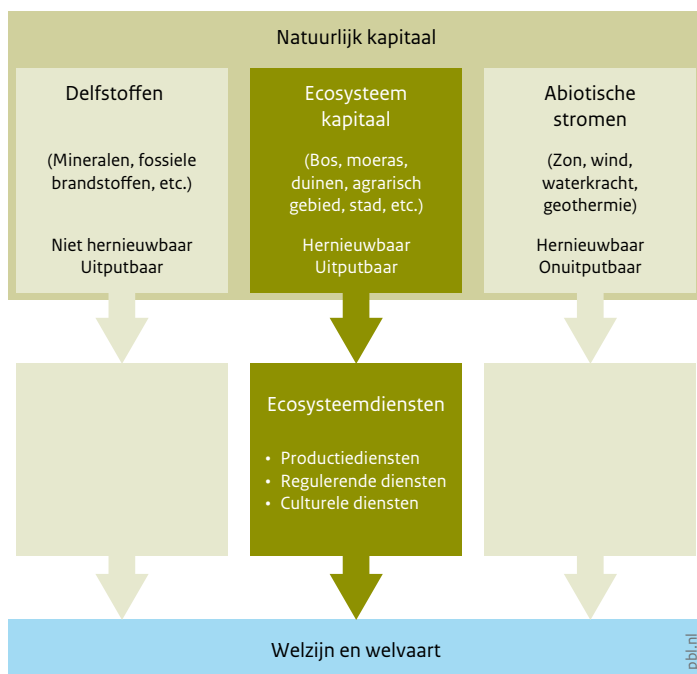 Natuurlijk kapitaal
Delfstoffen
(Mineralen, fossiele
brandstoffen, etc.)
Niet hernieuwbaar
Uitputbaar
Ecosysteem
kapitaal
(Bos, moeras,
duinen, agrarisch
gebied, stad, etc.)
Hernieuwbaar
Uitputbaar
Abiotische
stromen
(Zon, wind,
waterkracht,
geothermie)
Hernieuwbaar
Onuitputbaar
Ecosysteemdiensten
• Productiediensten
• Regulerende diensten
• Culturele diensten
Welzijn en welvaart
pbl.nl